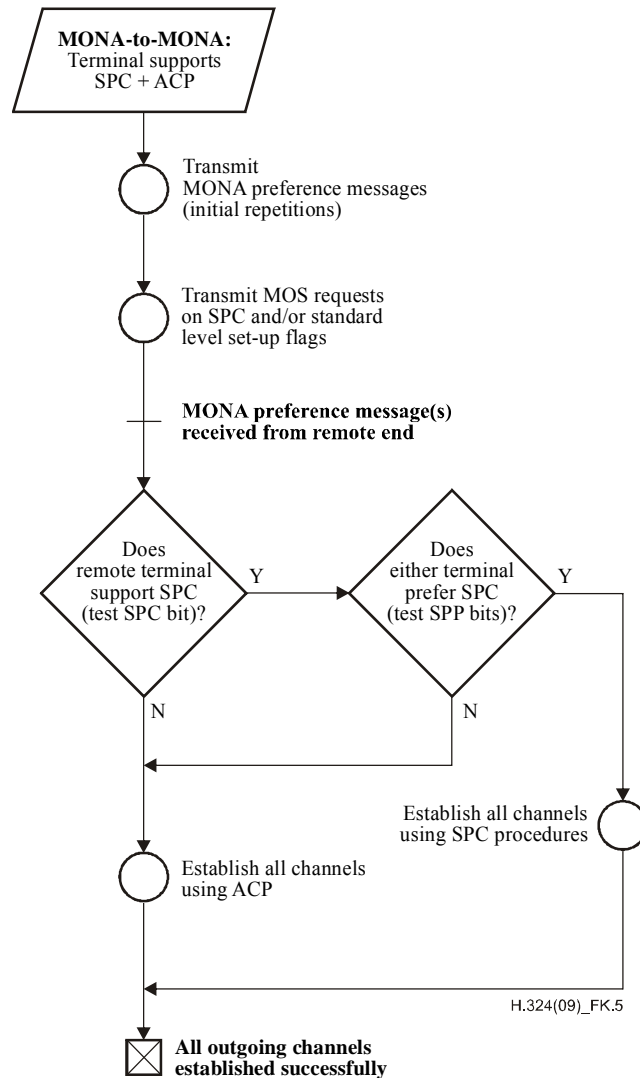 MONA-to-MONA:
Terminal supports
SPC + ACP
Transmit
MONA preference messages
(initial repetitions)
Transmit MOS requests
on SPC and/or standard
level set-up flags
MONA preference message(s)
received from remote end
Does
remote terminal
support SPC
(test SPC bit)?
Y
N
Does
either terminal
prefer SPC
(test SPP bits)?
Y
N
Establish all channels
using SPC procedures
Establish all channels
using ACP
H.324(09)_FK.5
All outgoing channels
established successfully